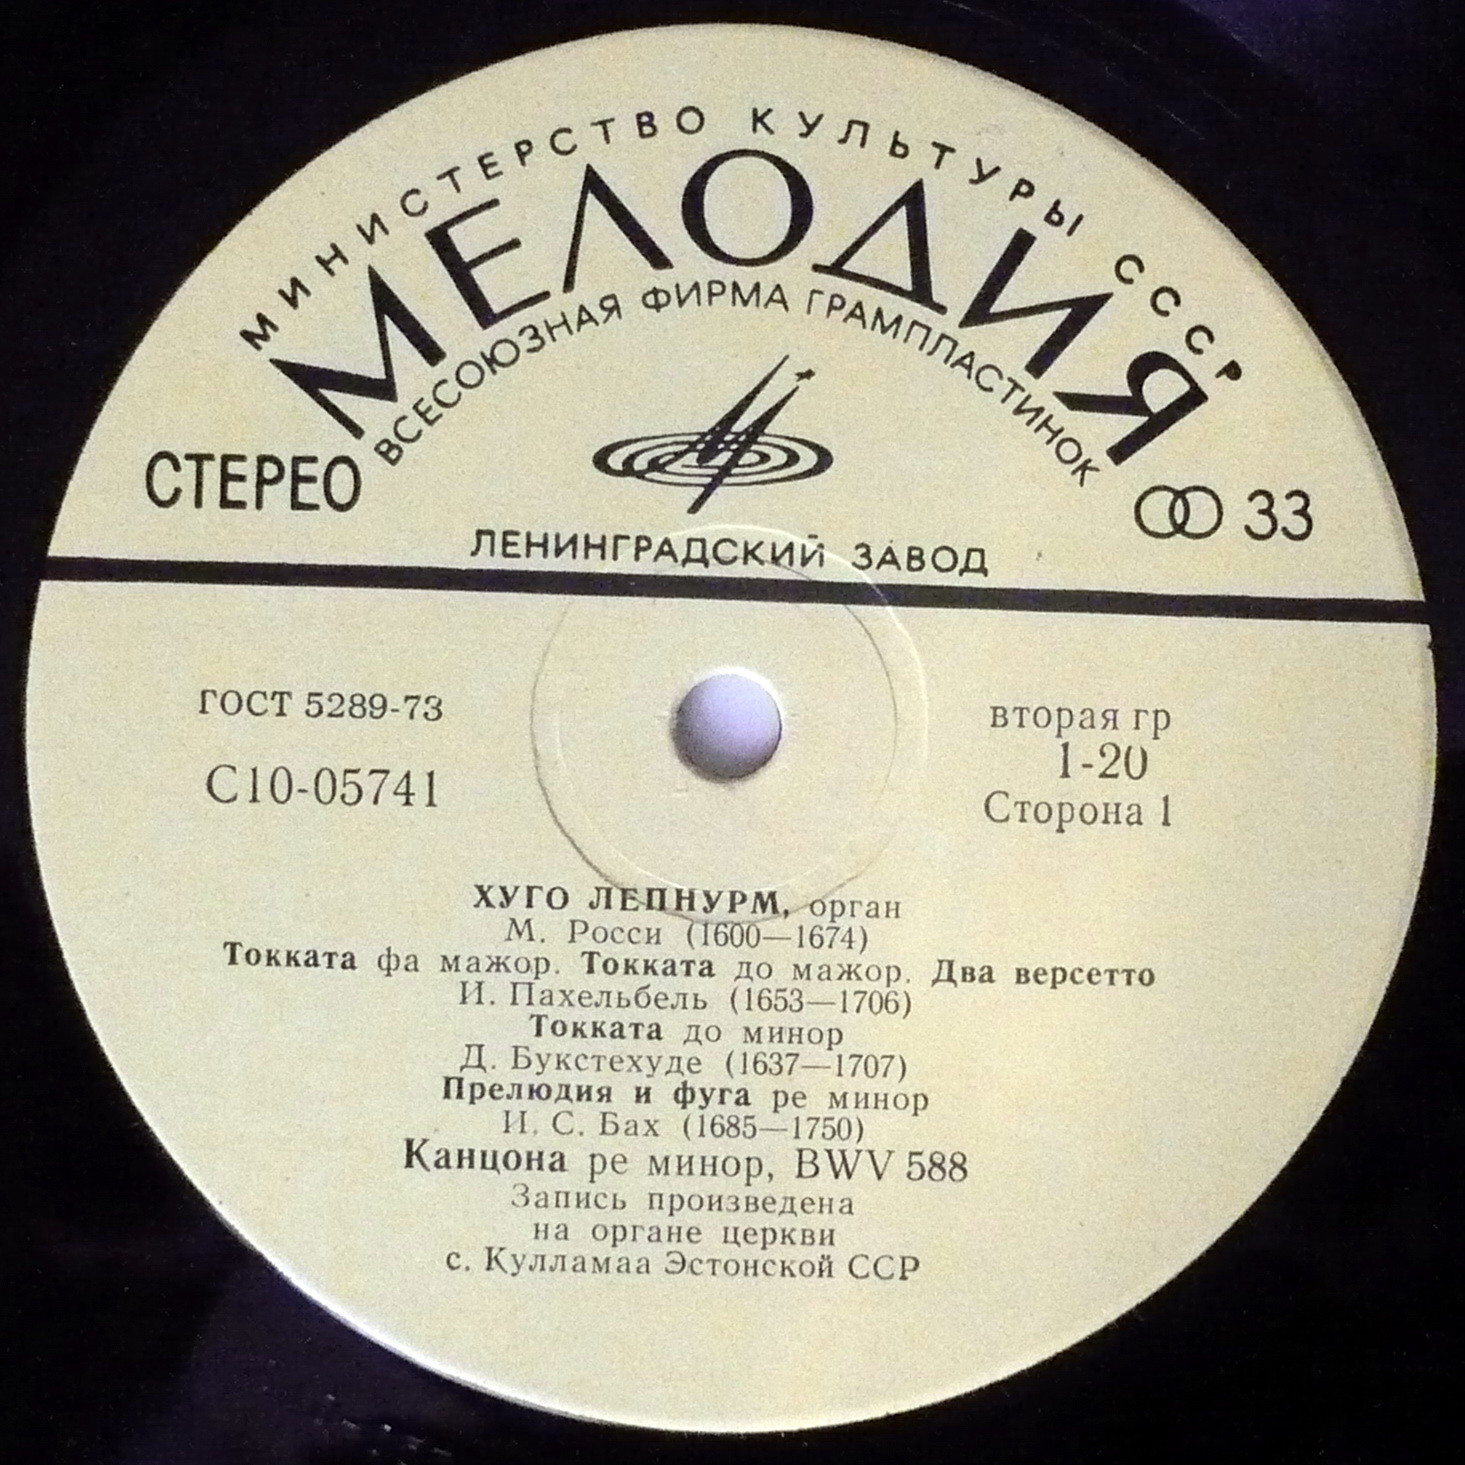 МИНИСТЕРСТВО КУЛЬТУРЫ СССР
МЕЛОДИЯ
ВСЕСОЮЗНАЯ ФИРМА ГРАМПЛАСТИНОК
СТЕРЕО
33
ЛЕНИНГРАДСКИЙ ЗАВОД
ГОСТ 5289-73
С10-05741
вторая гр
1-20
Сторона 1
ХУГО ЛЕПНУРМ, орган
М. Росси (1600—1674)
Токката фа мажор. Токката до мажор. Два версетто
И. Пахельбель (1653—1706)
Токката до минор
Д. Букстехуде (1637—1707)
Прелюдия и фуга ре минор
И. С. Бах (1685—1750)
Канцона ре минор, BWV 588
Запись произведена
на органе церкви
с. Кулламаа Эстонской ССР